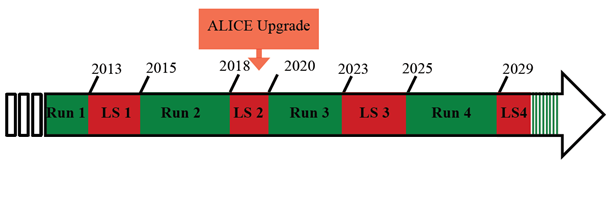 ALICE Upgrade
2013
2015
2018
2020
2023
2025
2029
Run 1
LS 1
Run 2
LS 2
Run 3
LS 3
Run 4
LS4